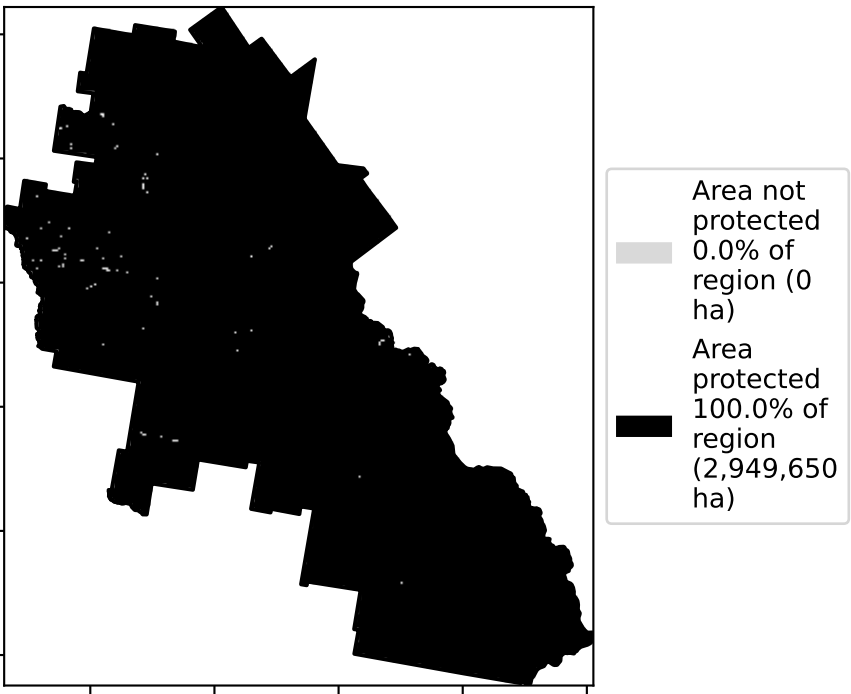 Area not
protected
0.0% of
region (0
ha)
Area
protected
100.0% of
region
(2,949,650
ha)